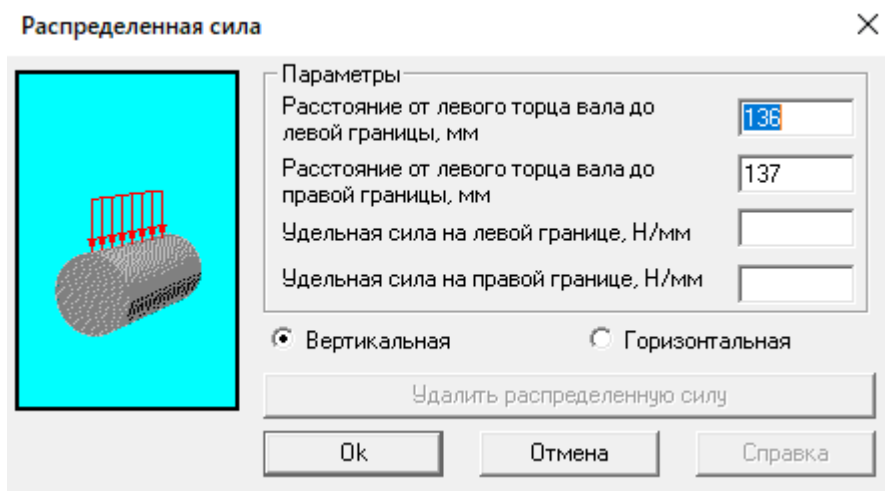 Распределенная сила
Параметры
Расстояние от левого торца вала до
левой границы, мм
136
Расстояние от левого торца вала до
правой границы, мм
137
Удельная сила на левой границе, Н/мм
Удельная сила на правой границе, Н/мм
Вертикальная
Горизонтальная
Удалить распределенную силу
Ok
Отмена
Справка